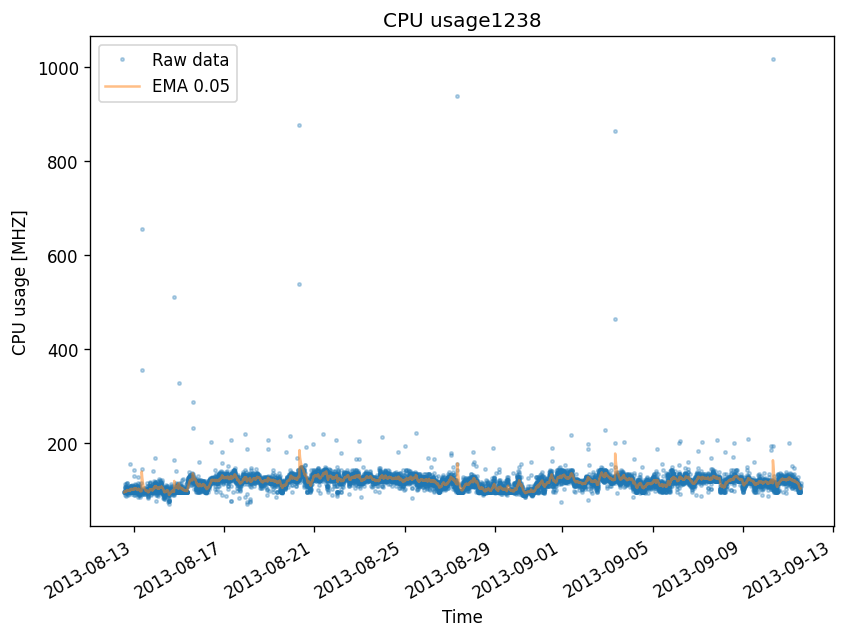 CPU usage1238
Raw data
EMA 0.05
1000
800
600
400
200
CPU usage [MHZ]
2013-08-13
2013-08-17
2013-08-21
2013-08-25
2013-08-29
2013-09-01
2013-09-05
2013-09-09
2013-09-13
Time